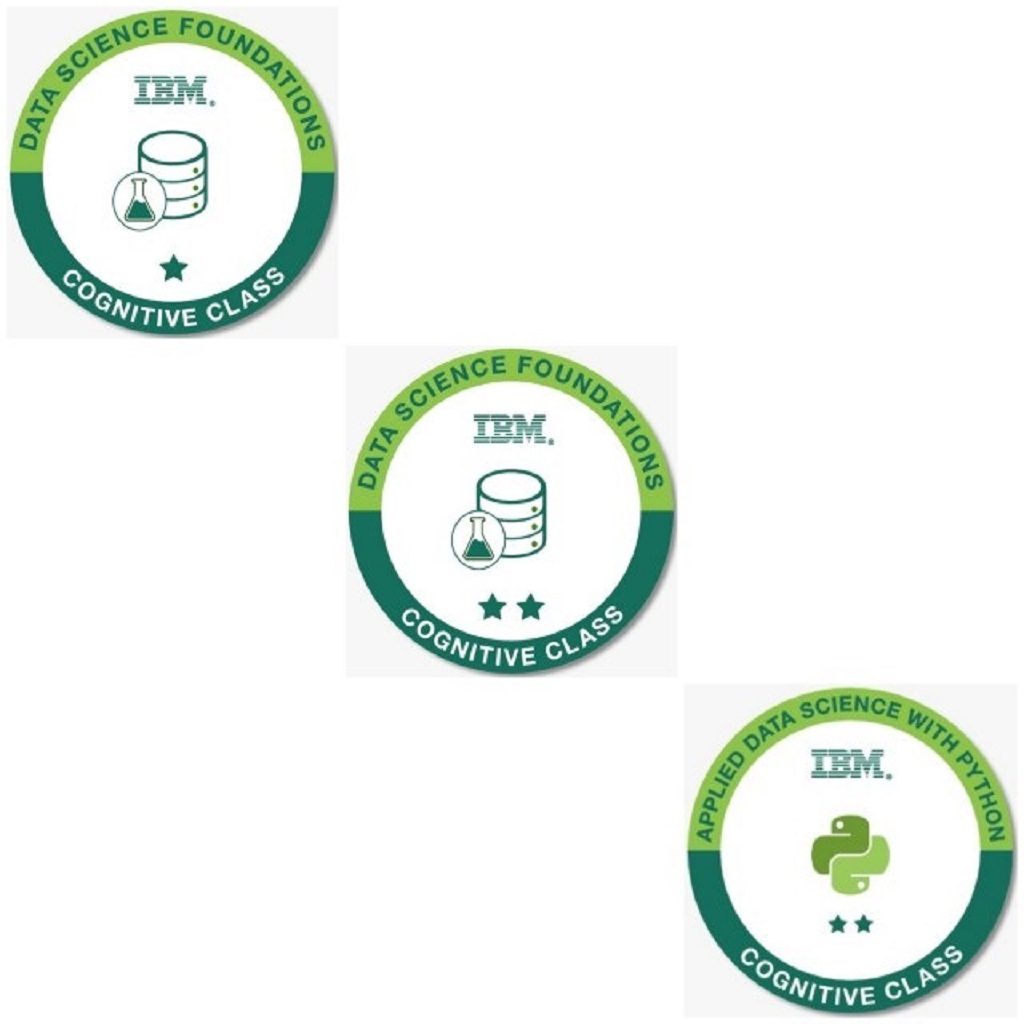 DATA SCIENCE FOUNDATIONS
IBM®
COGNITIVE CLASS
DATA SCIENCE FOUNDATIONS
IBM®
COGNITIVE CLASS
APPLIED DATA SCIENCE WITH PYTHON
IBM®
COGNITIVE CLASS